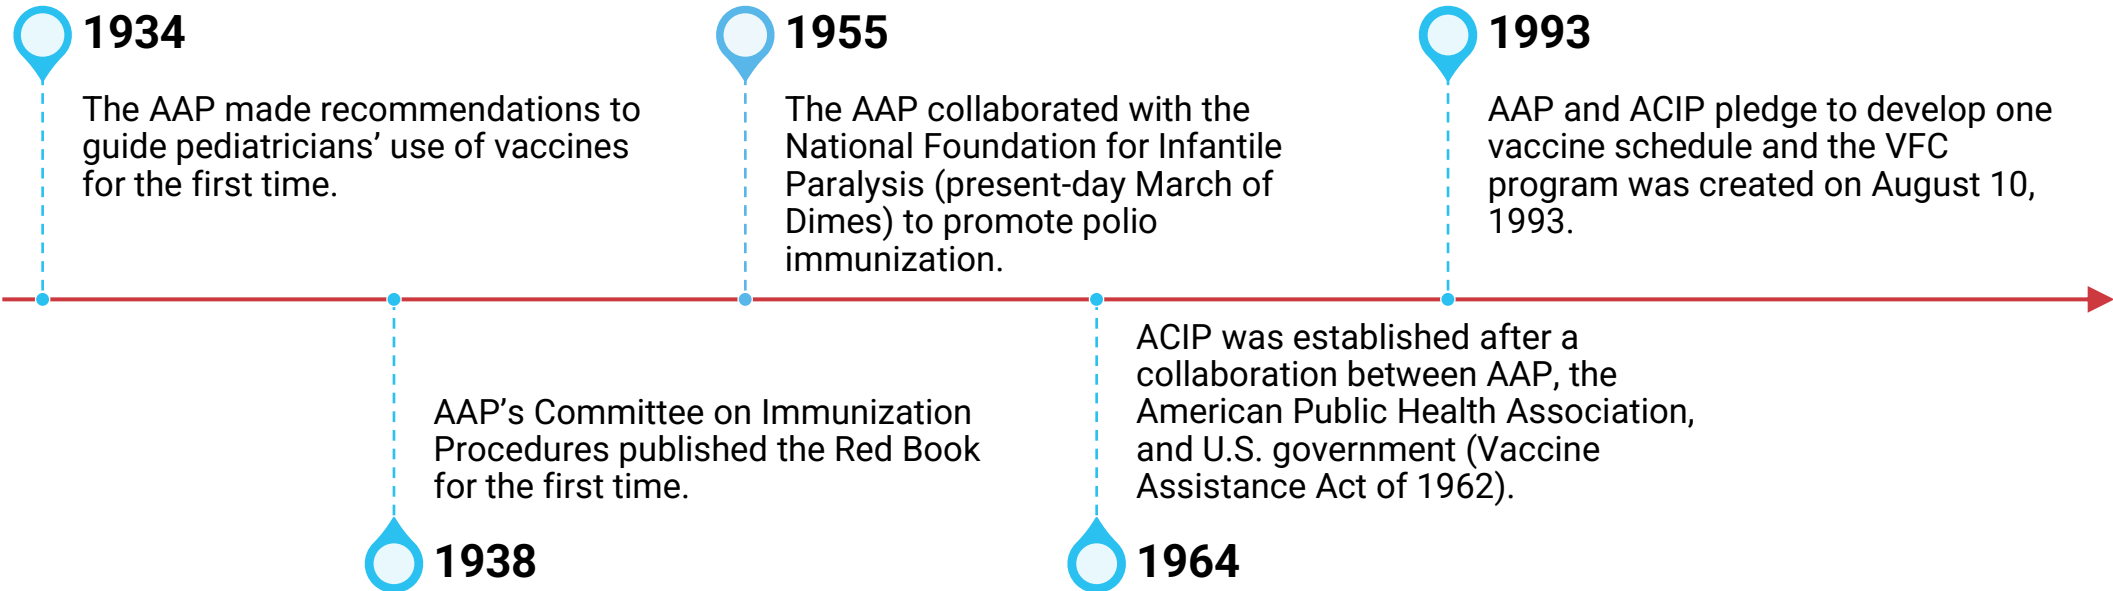 1934
The AAP made recommendations to
guide pediatricians’ use of vaccines
for the first time.
1938
AAP’s Committee on Immunization
Procedures published the Red Book
for the first time.
1955
The AAP collaborated with the
National Foundation for Infantile
Paralysis (present-day March of
Dimes) to promote polio
immunization.
1964
ACIP was established after a
collaboration between AAP, the
American Public Health Association,
and U.S. government (Vaccine
Assistance Act of 1962).
1993
AAP and ACIP pledge to develop one
vaccine schedule and the VFC
program was created on August 10,
1993.